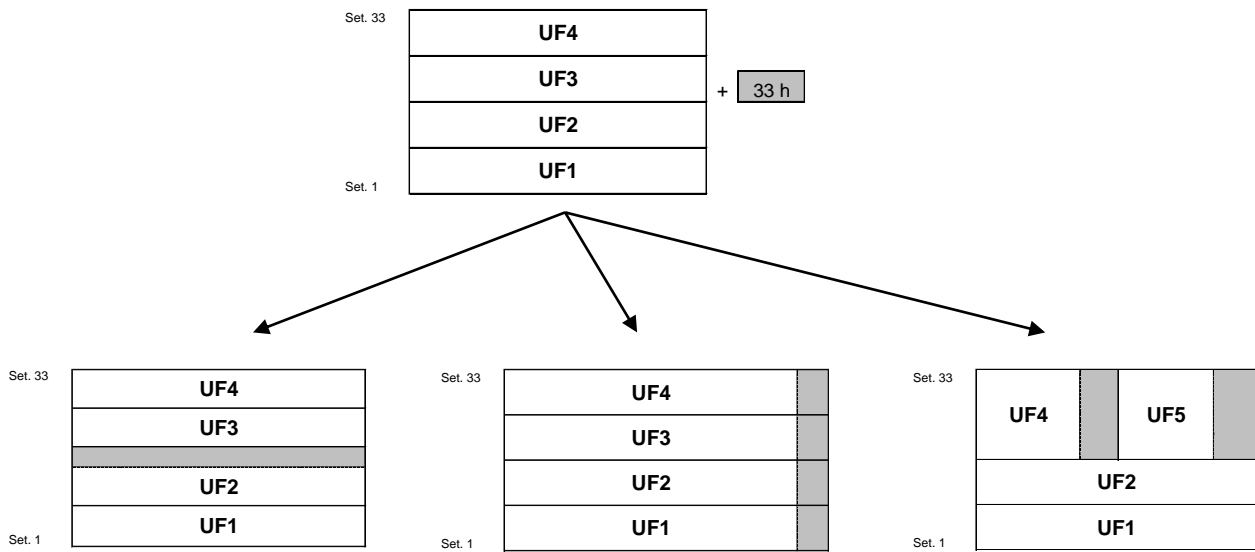 Set. 33
UF4
UF3
+ 33 h
UF2
UF1
Set. 1
Set. 33
UF4
UF3
UF2
UF1
Set. 1
Set. 33
UF4
UF3
UF2
UF1
Set. 1
Set. 33
UF4 UF5
UF2
UF1
Set. 1